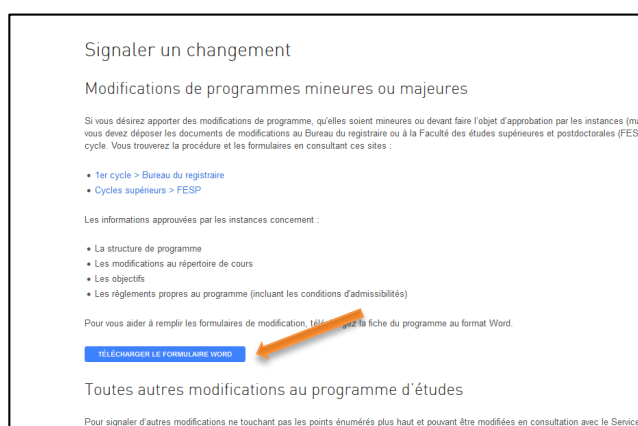 Signaler un changement
Modifications de programmes mineures ou majeures
Si vous désirez apporter des modifications de programme, qu'elles soient mineures ou devant faire l'objet d'approbation par les instances
vous devez déposer les documents de modifications au Bureau du registraire ou à la Faculté des études supérieures et postdoctorales (FES
cycle. Vous trouverez la procédure et les formulaires en consultant ces sites :
• 1er cycle > Bureau du registraire
• Cycles supérieurs > FESP
Les informations approuvées par les instances concernent :
• La structure de programme
• Les modifications au répertoire de cours
• Les objectifs
• Les règlements propres au programme (incluant les conditions d'admissibilités)
Pour vous aider à remplir les formulaires de modification, téléchargez la fiche du programme au format Word.
TÉLÉCHARGER LE FORMULAIRE WORD
Toutes autres modifications au programme d'études
Pour signaler d'autres modifications ne touchant pas les points énumérés plus haut et pouvant être modifiées en consultation avec le Service